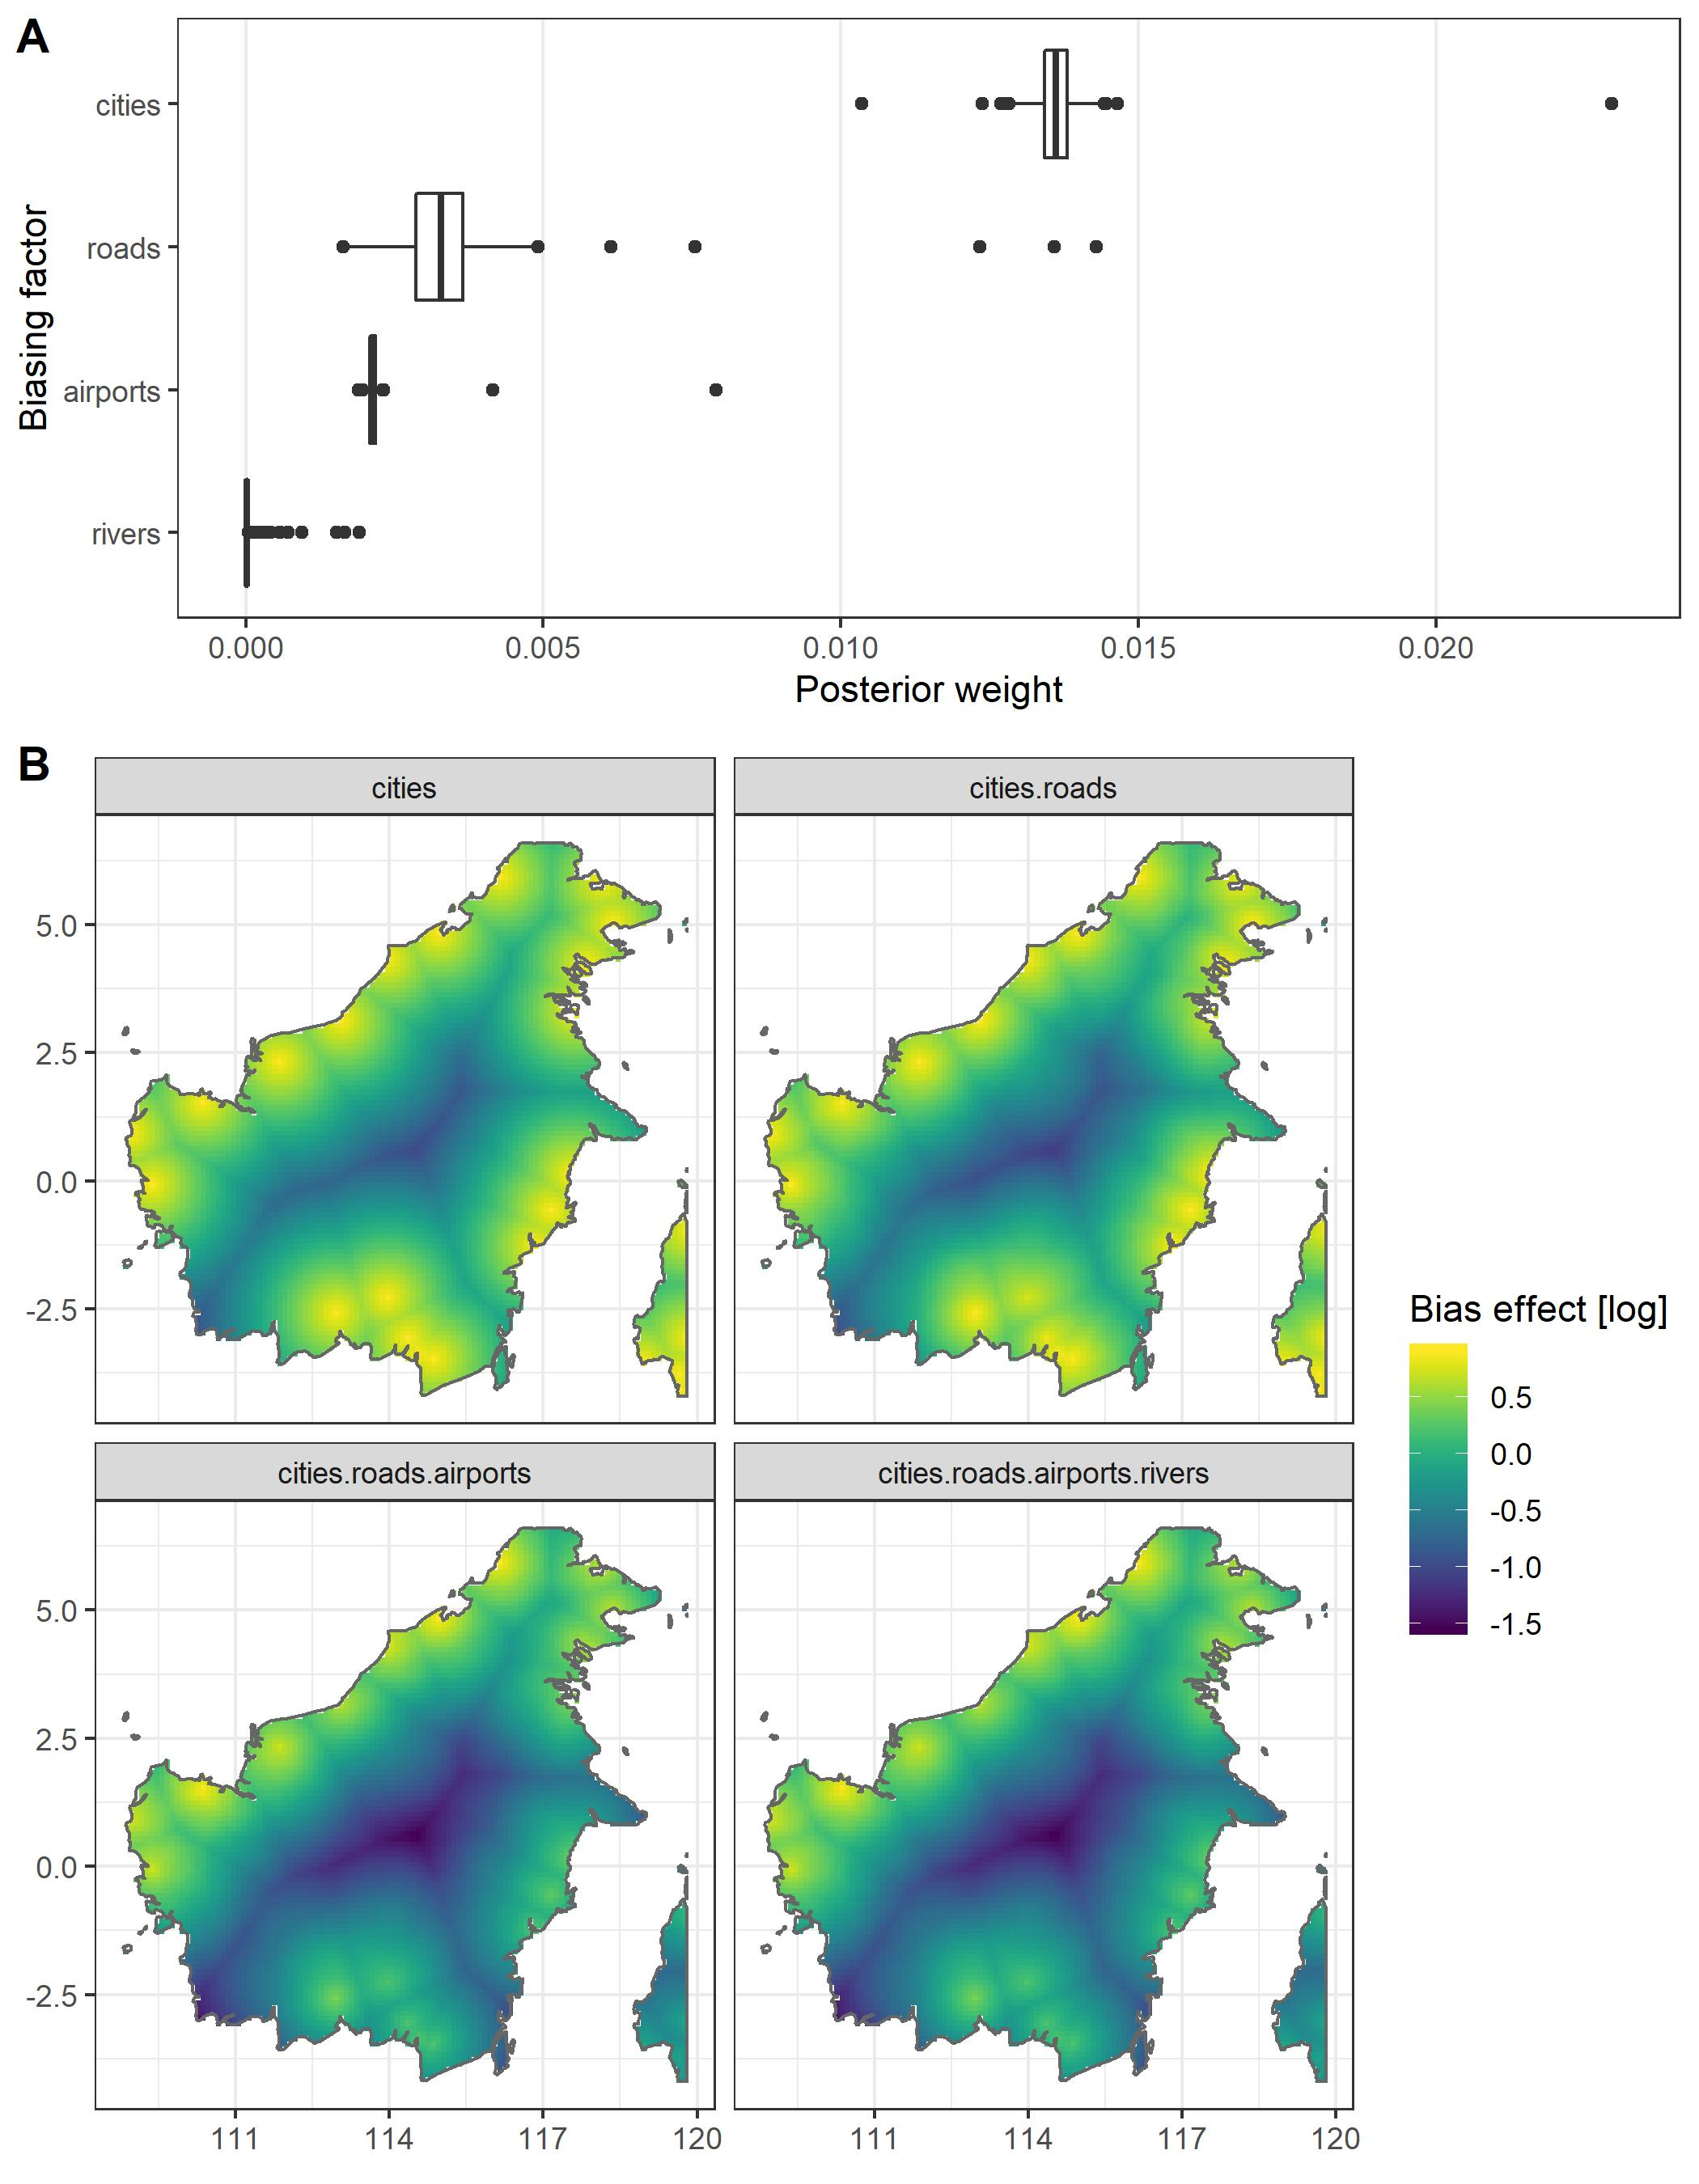 A
cities
roads
airports
rivers
Biasing factor
0.000 0.005 0.010 0.015 0.020
Posterior weight
B
cities cities.roads
5.0
2.5
0.0
-2.5
cities.roads.airports cities.roads.airports.rivers
5.0
2.5
0.0
-2.5
111 114 117 120 111 114 117 120
Bias effect [log]
0.5
0.0
-0.5
-1.0
-1.5